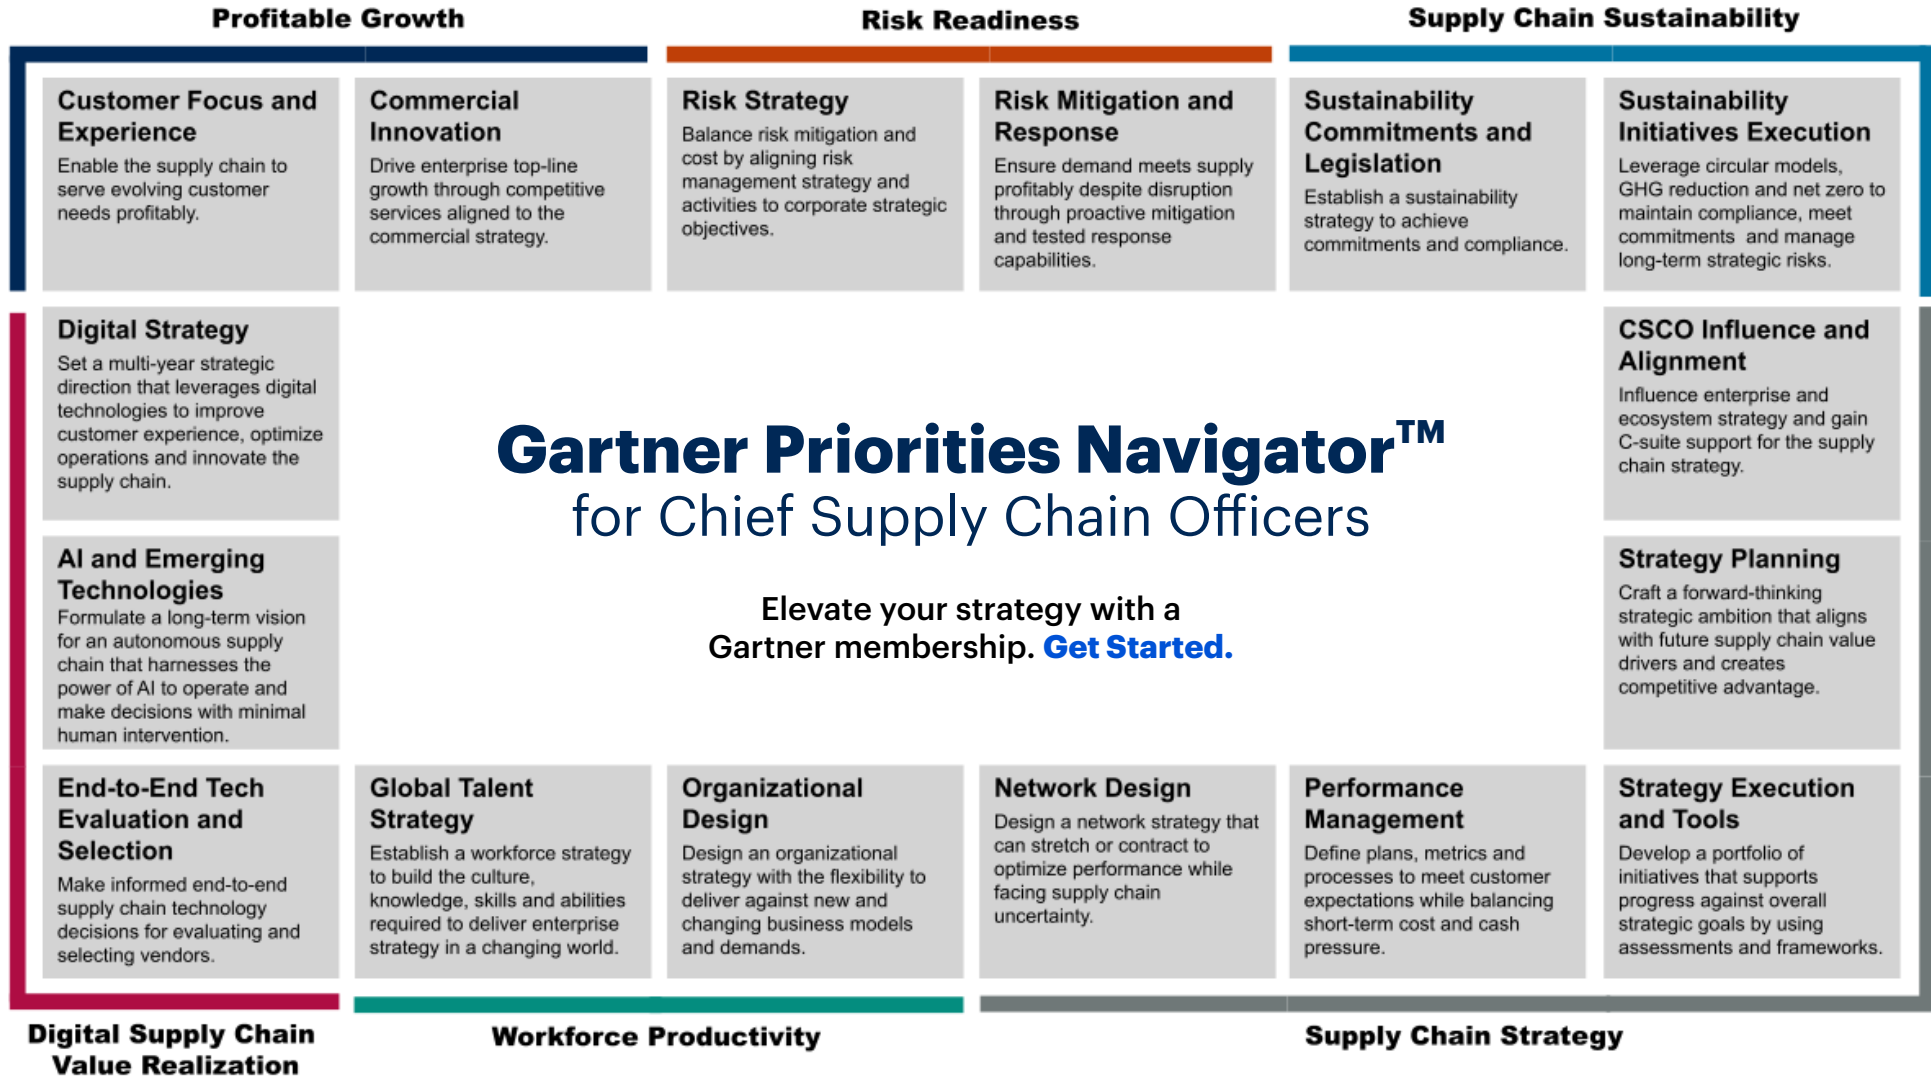 Profitable Growth
Risk Readiness
Supply Chain Sustainability
Customer Focus and
Experience
Enable the supply chain to
serve evolving customer
needs profitably.
Commercial
Innovation
Drive enterprise top-line
growth through competitive
services aligned to the
commercial strategy.
Risk Strategy
Balance risk mitigation and
cost by aligning risk
management strategy and
activities to corporate strategic
objectives.
Risk Mitigation and
Response
Ensure demand meets supply
profitably despite disruption
through proactive mitigation
and tested response
capabilities.
Sustainability
Commitments and
Legislation
Establish a sustainability
strategy to achieve
commitments and compliance.
Sustainability
Initiatives Execution
Leverage circular models,
GHG reduction and net zero to
maintain compliance, meet
commitments and manage
long-term strategic risks.
Digital Strategy
Set a multi-year strategic
direction that leverages digital
technologies to improve
customer experience, optimize
operations and innovate the
supply chain.
Gartner Priorities Navigator™
for Chief Supply Chain Officers
Elevate your strategy with a
Gartner membership. Get Started.
CSCO Influence and
Alignment
Influence enterprise and
ecosystem strategy and gain
C-suite support for the supply
chain strategy.
AI and Emerging
Technologies
Formulate a long-term vision
for an autonomous supply
chain that harnesses the
power of AI to operate and
make decisions with minimal
human intervention.
Strategy Planning
Craft a forward-thinking
strategic ambition that aligns
with future supply chain value
drivers and creates
competitive advantage.
End-to-End Tech
Evaluation and
Selection
Make informed end-to-end
supply chain technology
decisions for evaluating and
selecting vendors.
Global Talent
Strategy
Establish a workforce strategy
to build the culture,
knowledge, skills and abilities
required to deliver enterprise
strategy in a changing world.
Organizational
Design
Design an organizational
strategy with the flexibility to
deliver against new and
changing business models
and demands.
Network Design
Design a network strategy that
can stretch or contract to
optimize performance while
facing supply chain
uncertainty.
Performance
Management
Define plans, metrics and
processes to meet customer
expectations while balancing
short-term cost and cash
pressure.
Strategy Execution
and Tools
Develop a portfolio of
initiatives that supports
progress against overall
strategic goals by using
assessments and frameworks.
Digital Supply Chain
Value Realization
Workforce Productivity
Supply Chain Strategy